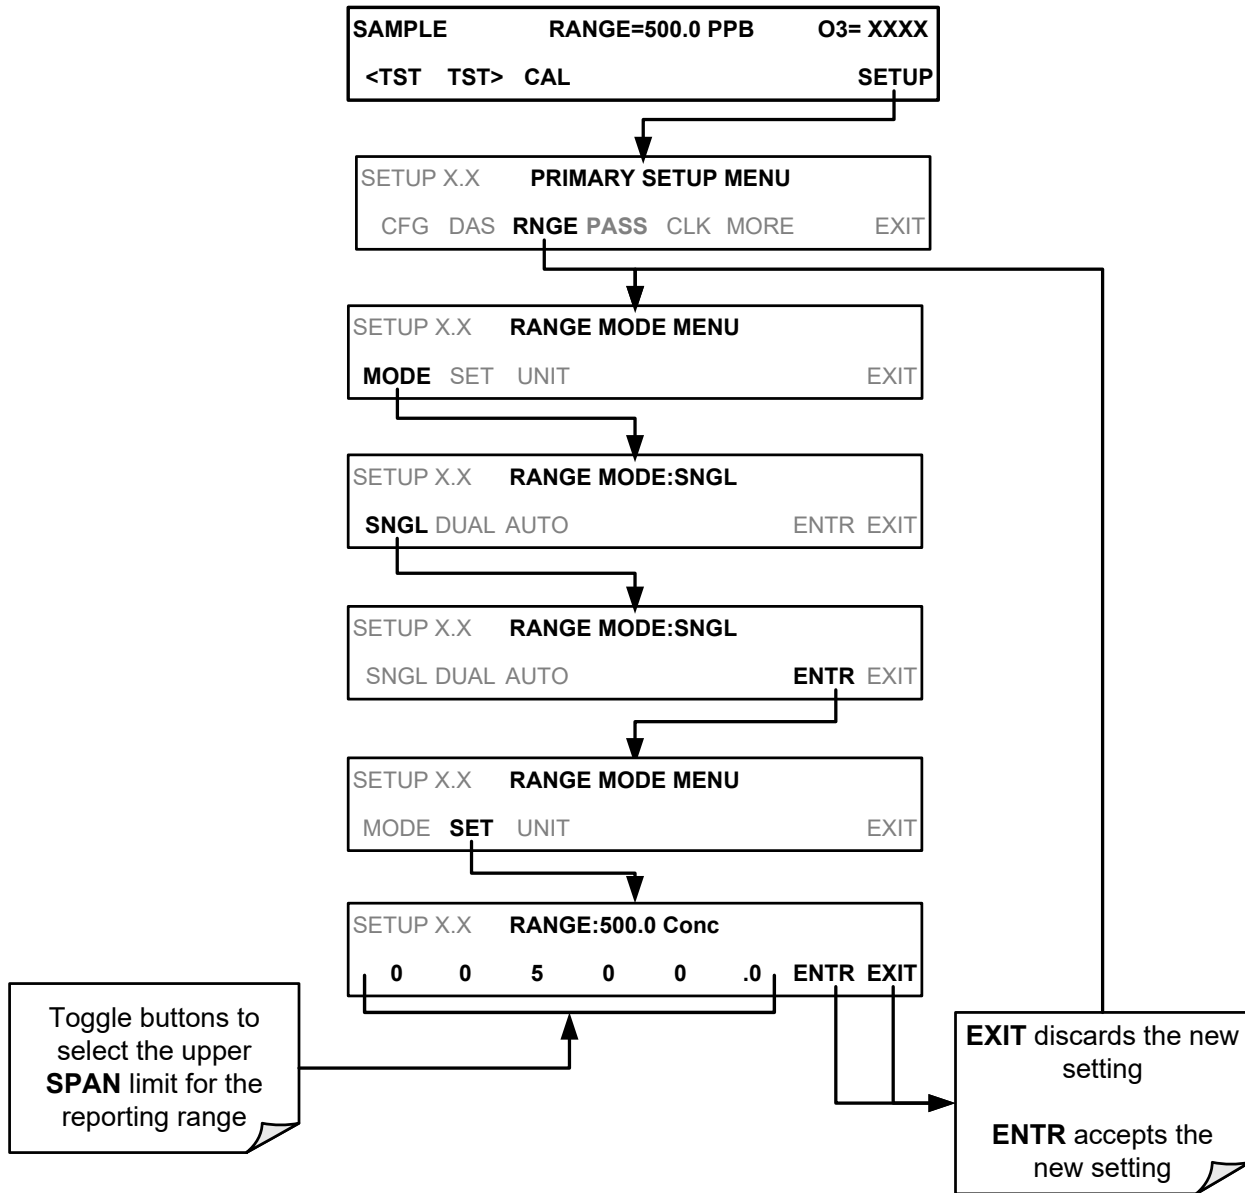 SAMPLE RANGE=500.0 PPB O3= XXXX
<TST TST> CAL SETUP
SETUP X.X PRIMARY SETUP MENU
CFG DAS RNGE PASS CLK MORE EXIT
SETUP X.X RANGE MODE MENU
MODE SET UNIT EXIT
SETUP X.X RANGE MODE:SNGL
SNGL DUAL AUTO ENTR EXIT
SETUP X.X RANGE MODE:SNGL
SNGL DUAL AUTO ENTR EXIT
SETUP X.X RANGE MODE MENU
MODE SET UNIT EXIT
SETUP X.X RANGE:500.0 Conc
0 0 5 0 0 .0 ENTR EXIT
Toggle buttons to
select the upper
SPAN limit for the
reporting range
EXIT discards the new
setting
ENTR accepts the
new setting